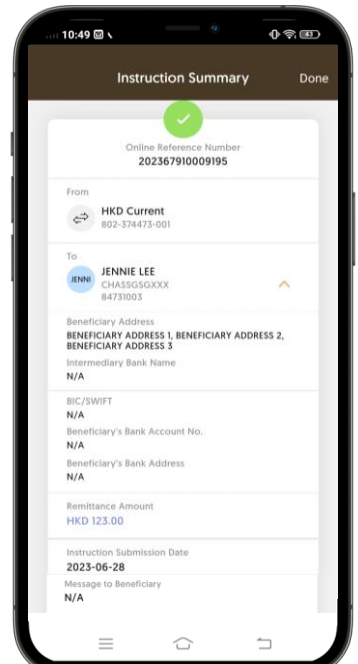 10:49
43
Instruction Summary
Done
Online Reference Number
202367910009195
From
HKD Current
802-374473-001
To
JENNI
JENNIE LEE
CHASSGSGXXX
84731003
Beneficiary Address
BENEFICIARY ADDRESS 1, BENEFICIARY ADDRESS 2,
BENEFICIARY ADDRESS 3
Intermediary Bank Name
N/A
BIC/SWIFT
N/A
Beneficiary's Bank Account No.
N/A
Beneficiary's Bank Address
N/A
Remittance Amount
HKD 123.00
Instruction Submission Date
2023-06-28
Message to Beneficiary
N/A